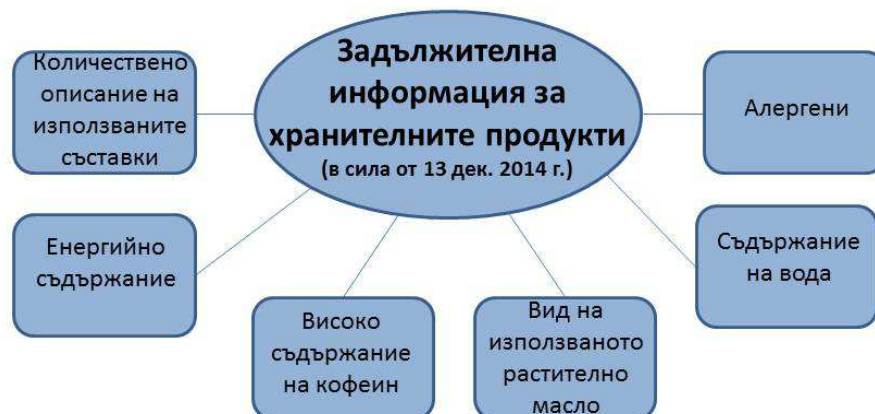 Задължителна
информация за
хранителните продукти
(в сила от 13 дек. 2014 г.)
Количествено
описание на
използваните
съставки
Енергийно
съдържание
Високо
съдържание
на кофеин
Вид на
използваното
растително
масло
Съдържание
на вода
Алергени